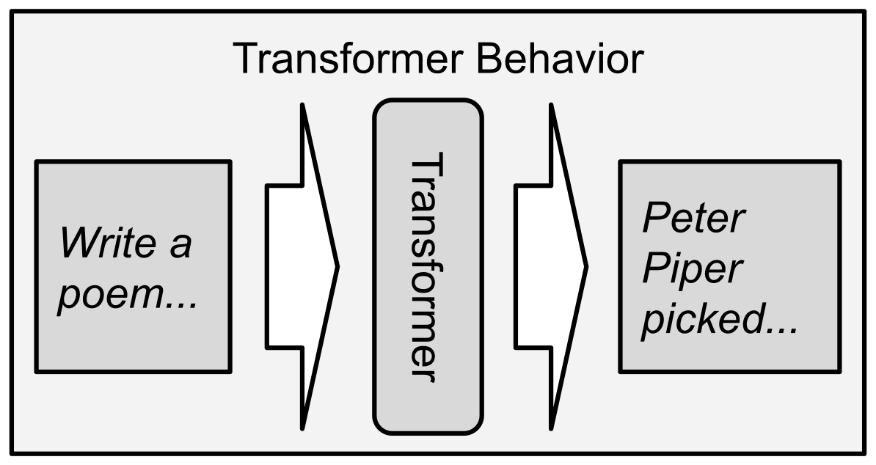 Transformer Behavior
Write a
poem...
Transformer
Peter
Piper
picked...